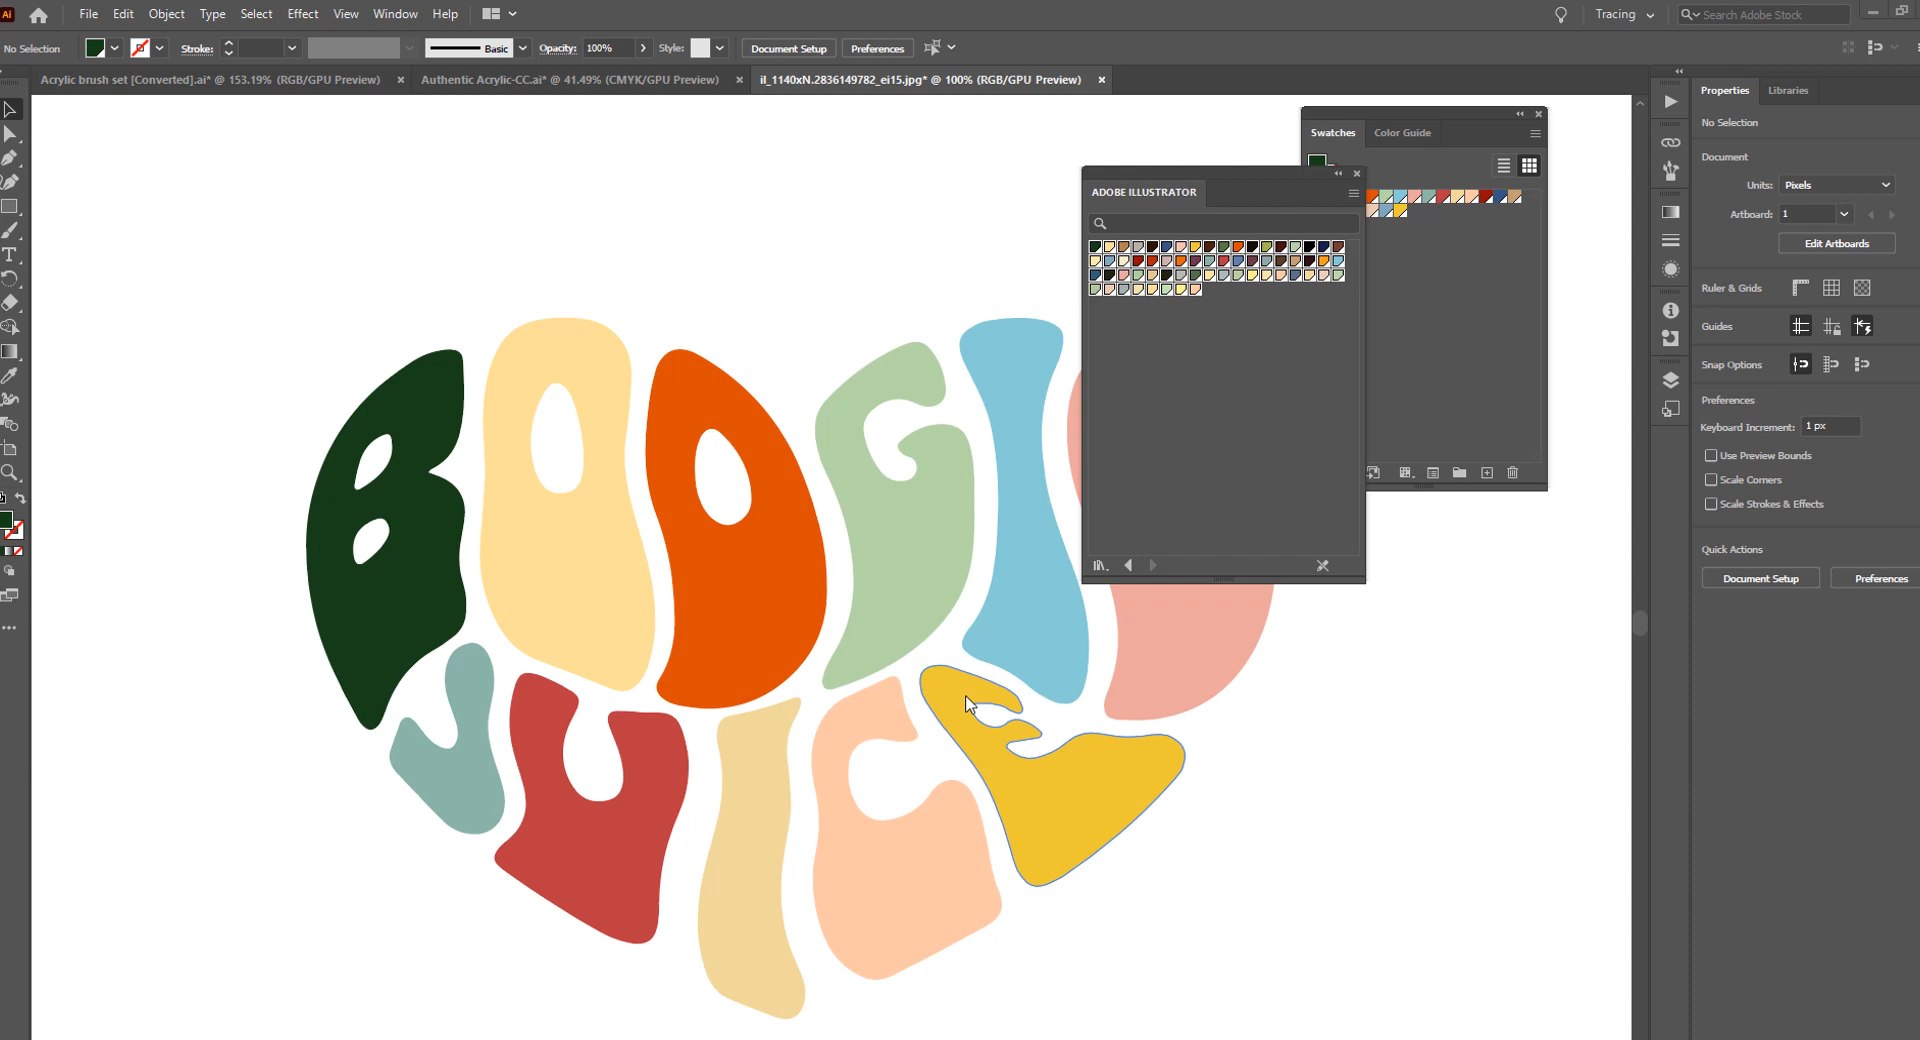 Ai File Edit Object Type Select Effect View Window Help Tracing Search Adobe Stock
No Selection Stroke: Basic Opacity: 100% Style: Document Setup Preferences
Acrylic brush set [Converted].ai* @ 153.19% (RGB/GPU Preview) Authentic Acrylic-CC.ai* @ 41.49% (CMYK/GPU Preview) il_1140xN.2836149782_ei15.jpg* @ 100% (RGB/GPU Preview)
Swatches Color Guide
ADOBE ILLUSTRATOR
Properties Libraries
No Selection
Document
Units: Pixels
Artboard: 1
Edit Artboards
Ruler & Grids
Guides
Snap Options
Preferences
Keyboard Increment: 1 px
Use Preview Bounds
Scale Corners
Scale Strokes & Effects
Quick Actions
Document Setup Preferences
BOOGI
JUICE